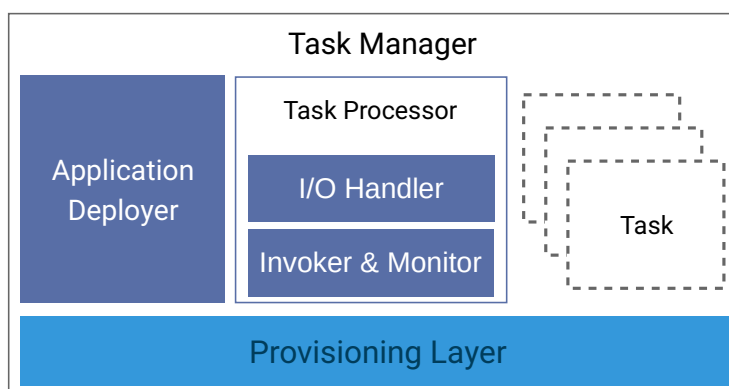 Task Manager
Application
Deployer
Task Processor
I/O Handler
Invoker & Monitor
Task
Provisioning Layer